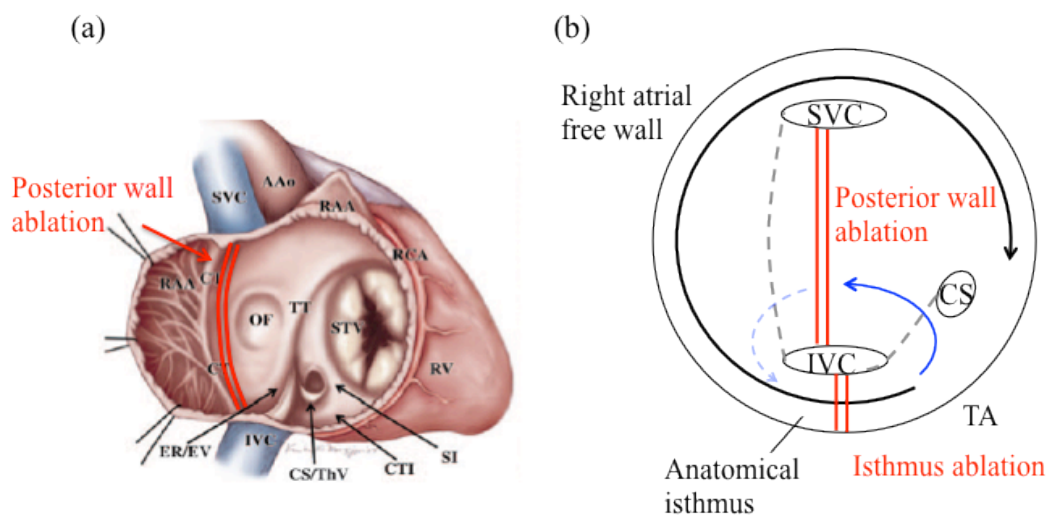 (a)
(b)
Posterior wall
ablation
SVC
AAo
RAA
RCA
RAA
CT
OF
TT
STV
CT
RV
ER/EV
IVC
CS/ThV
CTI
SI
Right atrial
free wall
SVC
Posterior wall
ablation
CS
IVC
TA
Anatomical
isthmus
Isthmus ablation